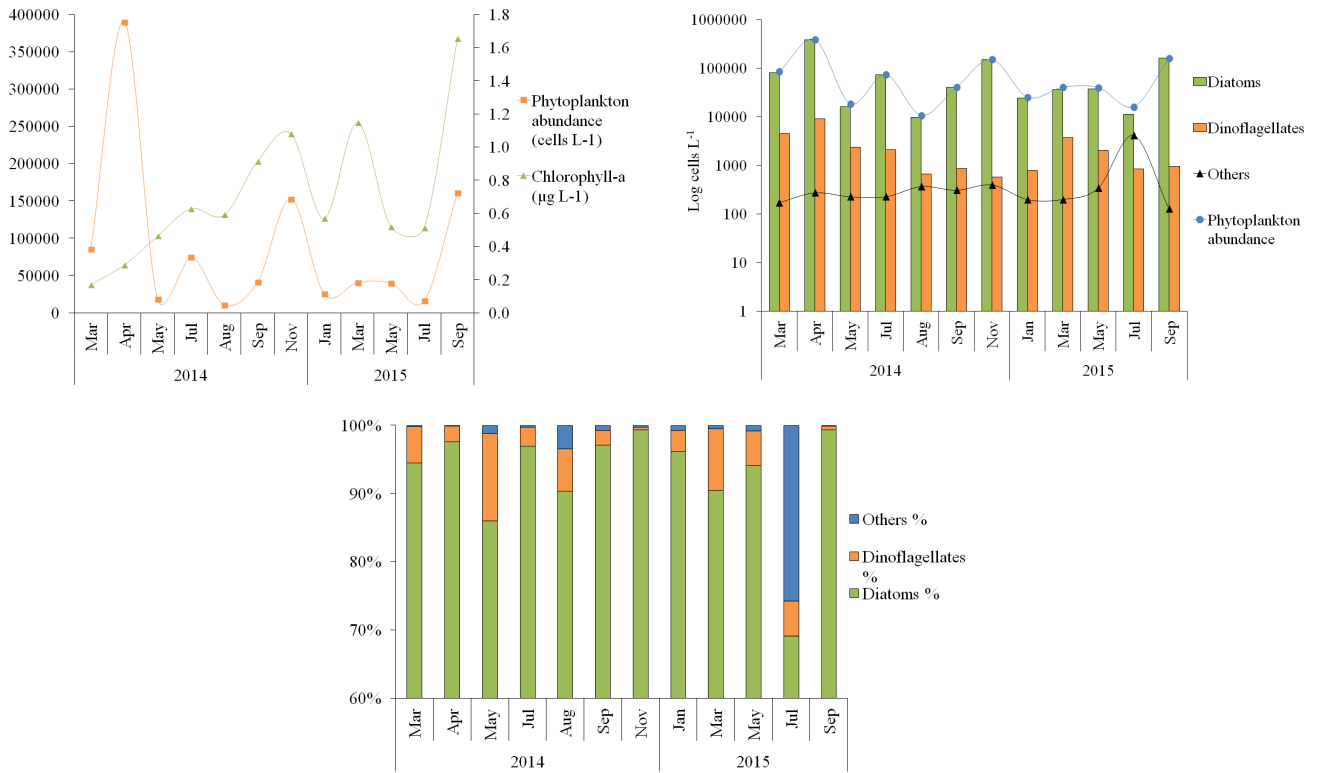 400000
350000
300000
250000
200000
150000
100000
50000
0
1.8
1.6
1.4
1.2
1.0
0.8
0.6
0.4
0.2
0.0
Phytoplankton
abundance
(cells L-1)
Chlorophyll-a
(µg L-1)
Mar Apr May Jul Aug Sep Nov Jan Mar May Jul Sep
2014 2015
Log cells L⁻¹
1000000
100000
10000
1000
100
10
1
Diatoms
Dinoflagellates
Others
Phytoplankton
abundance
Mar Apr May Jul Aug Sep Nov Jan Mar May Jul Sep
2014 2015
100%
90%
80%
70%
60%
Others %
Dinoflagellates
%
Diatoms %
Mar Apr May Jul Aug Sep Nov Jan Mar May Jul Sep
2014 2015